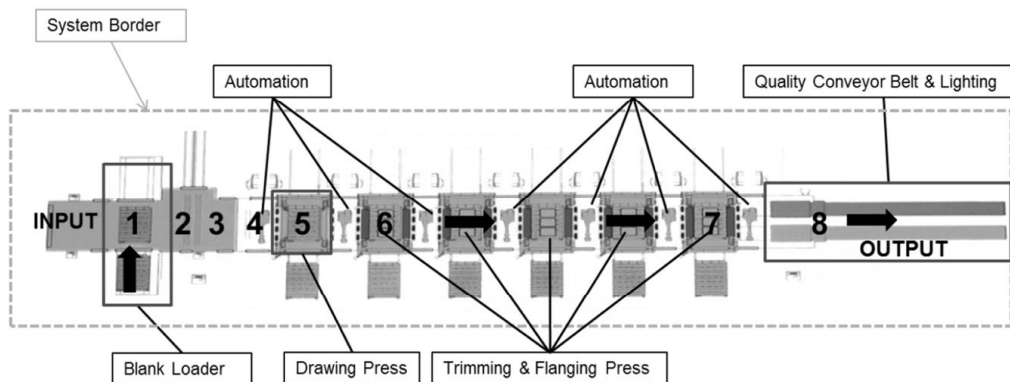 System Border
Automation
Automation
Quality Conveyor Belt & Lighting
INPUT 1 2 3 4 5 6 7 8
OUTPUT
Blank Loader
Drawing Press
Trimming & Flanging Press